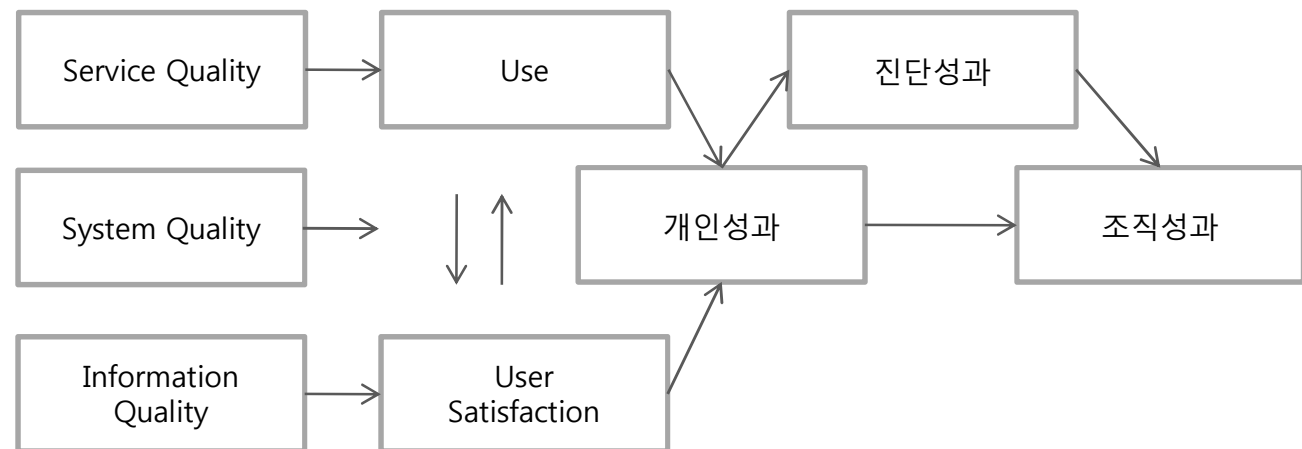 Service Quality
Use
진단성과
System Quality
개인성과
조직성과
Information
Quality
User
Satisfaction